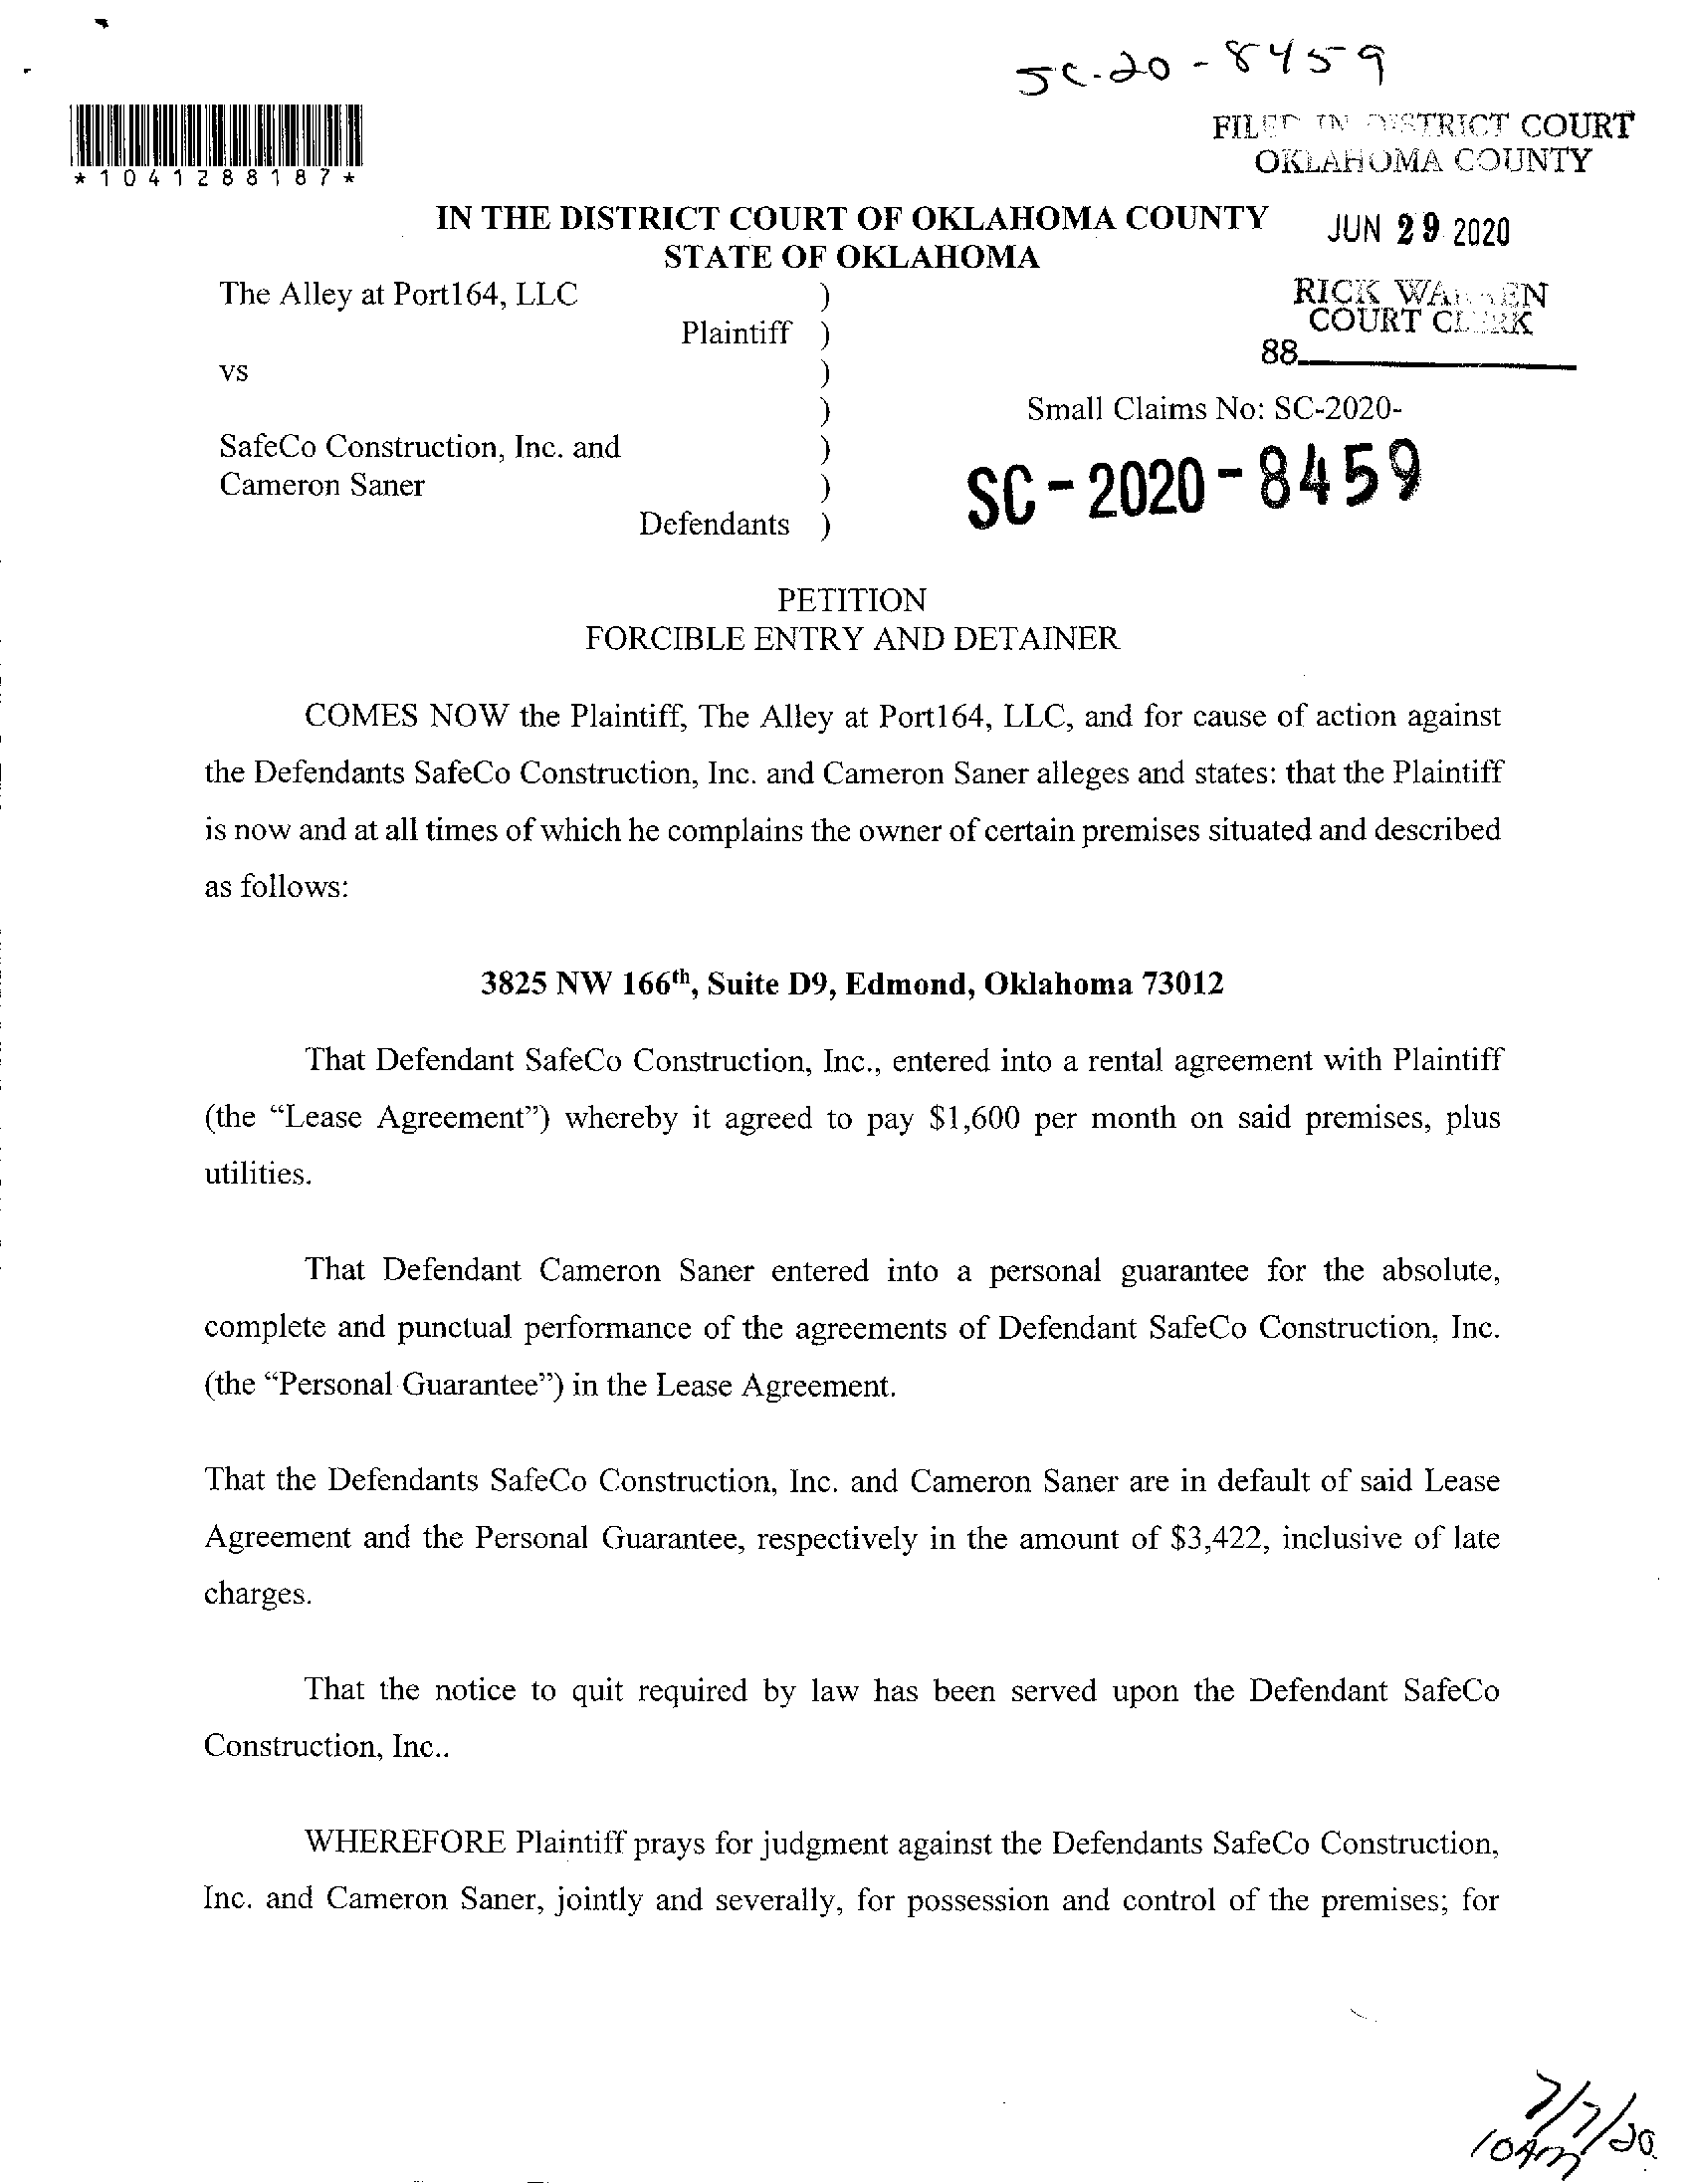 SC-20-8459
FILED IN DISTRICT COURT
OKLAHOMA COUNTY
*1041288187*
IN THE DISTRICT COURT OF OKLAHOMA COUNTY
JUN 29 2020
STATE OF OKLAHOMA
The Alley at Port164, LLC )
RICK WARREN
COURT CLERK
Plaintiff )
88
vs )
) Small Claims No: SC-2020-
SafeCo Construction, Inc. and )
SC-2020-8459
Cameron Saner )
Defendants )
PETITION
FORCIBLE ENTRY AND DETAINER
COMES NOW the Plaintiff, The Alley at Port164, LLC, and for cause of action against
the Defendants SafeCo Construction, Inc. and Cameron Saner alleges and states: that the Plaintiff
is now and at all times of which he complains the owner of certain premises situated and described
as follows:
3825 NW 166th, Suite D9, Edmond, Oklahoma 73012
That Defendant SafeCo Construction, Inc., entered into a rental agreement with Plaintiff
(the “Lease Agreement”) whereby it agreed to pay $1,600 per month on said premises, plus
utilities.
That Defendant Cameron Saner entered into a personal guarantee for the absolute,
complete and punctual performance of the agreements of Defendant SafeCo Construction, Inc.
(the “Personal Guarantee”) in the Lease Agreement.
That the Defendants SafeCo Construction, Inc. and Cameron Saner are in default of said Lease
Agreement and the Personal Guarantee, respectively in the amount of $3,422, inclusive of late
charges.
That the notice to quit required by law has been served upon the Defendant SafeCo
Construction, Inc..
WHEREFORE Plaintiff prays for judgment against the Defendants SafeCo Construction,
Inc. and Cameron Saner, jointly and severally, for possession and control of the premises; for
7/7/20
10AM